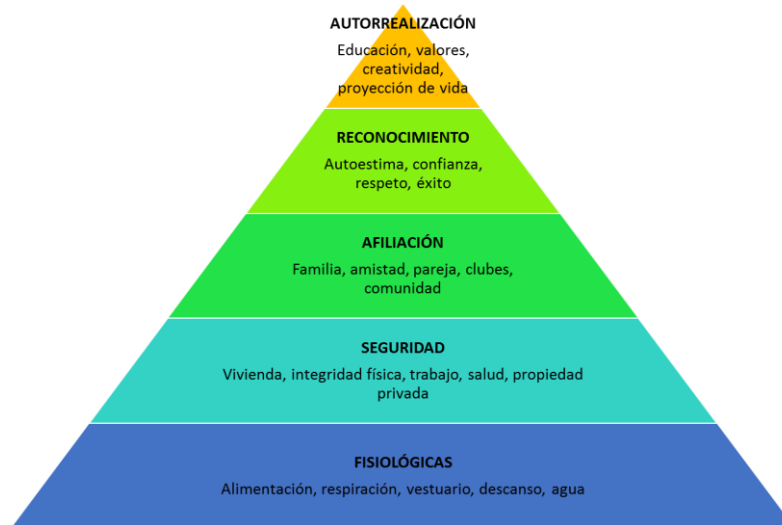 AUTORREALIZACIÓN
Educación, valores,
creatividad,
proyección de vida
RECONOCIMIENTO
Autoestima, confianza,
respeto, éxito
AFILIACIÓN
Familia, amistad, pareja, clubes,
comunidad
SEGURIDAD
Vivienda, integridad física, trabajo, salud, propiedad
privada
FISIOLÓGICAS
Alimentación, respiración, vestuario, descanso, agua